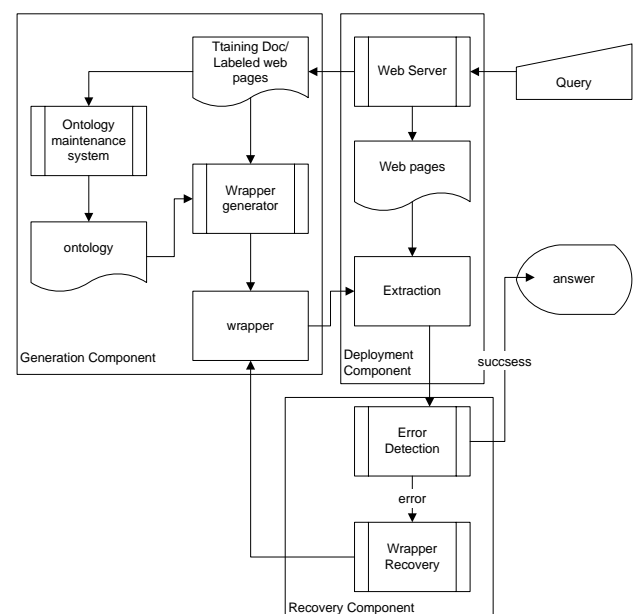 Ttaining Doc/
Labeled web
pages
Web Server
Query
Ontology
maintenance
system
Wrapper
generator
Web pages
ontology
wrapper
Extraction
answer
Generation Component
Deployment
Component
succsess
Error
Detection
error
Wrapper
Recovery
Recovery Component